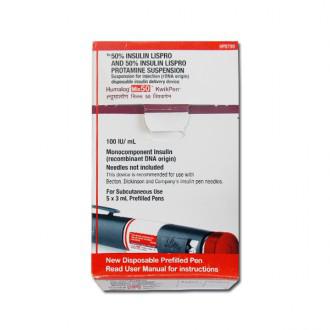 50% INSULIN LISPRO
AND 50% INSULIN LISPRO
PROTAMINE SUSPENSION
Suspension for injection (rDNA origin)
disposable insulin delivery device
Humalog Mix50 KwikPen
100 IU/ mL
Monocomponent Insulin
(recombinant DNA origin)
Needles not included
This device is recommended for use with
Becton, Dickinson and Company's insulin pen needles.
For Subcutaneous Use
5 x 3 mL Prefilled Pens
New Disposable Prefilled Pen
Read User Manual for instructions